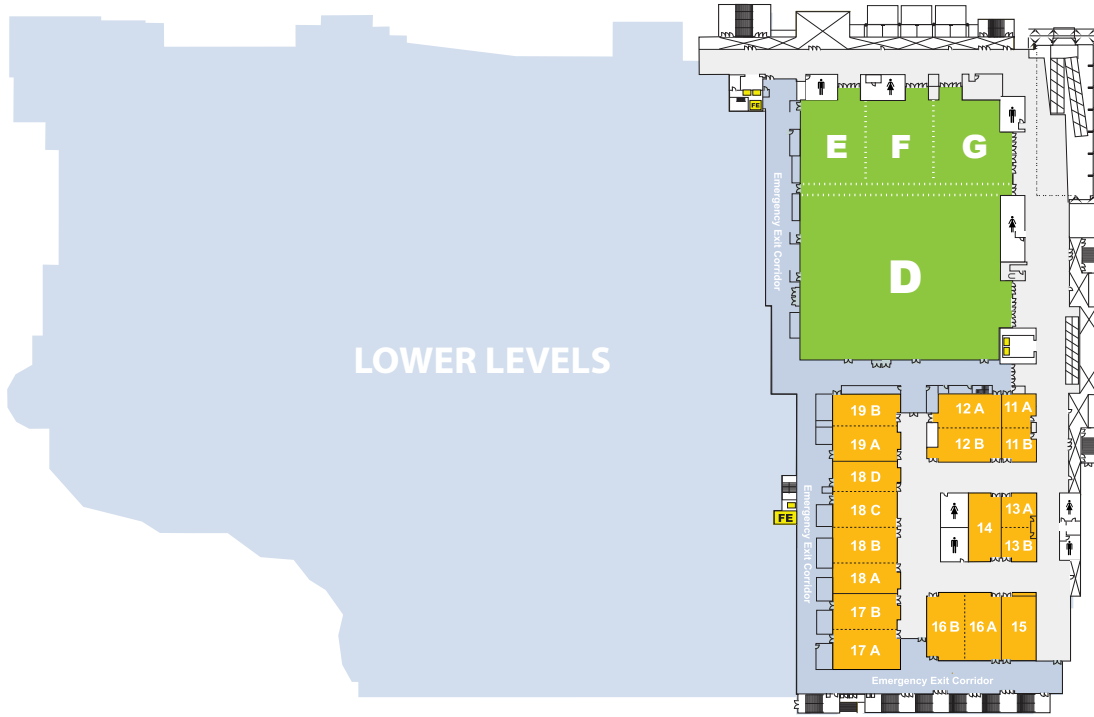 FE
E
F
G
Emergency Exit Corridor
D
LOWER LEVELS
19 B
12 A
11 A
19 A
12 B
11 B
18 D
18 C
13 A
14
FE
Emergency Exit Corridor
18 B
13 B
18 A
17 B
16 B
16 A
15
17 A
Emergency Exit Corridor